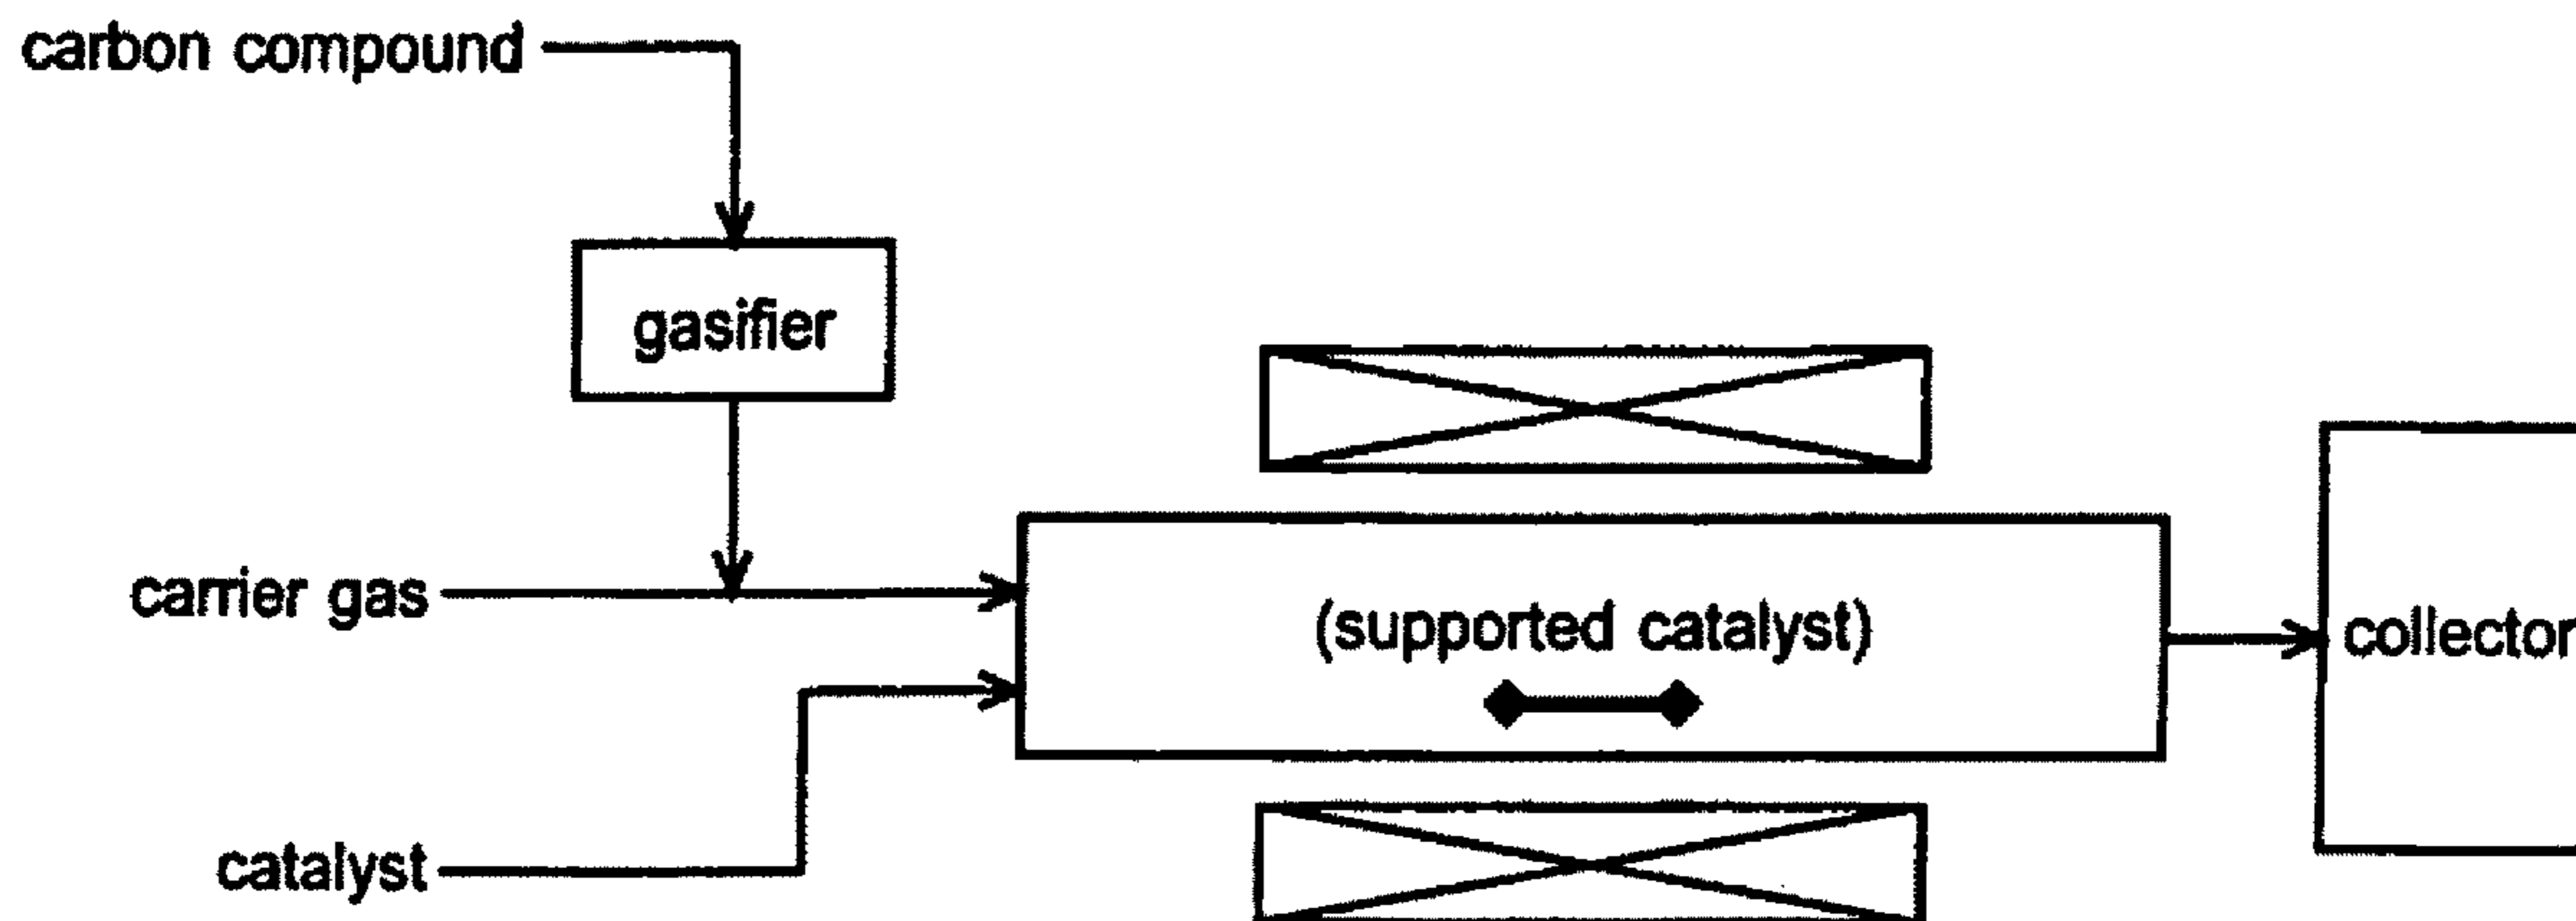 carbon compound
gasifier
carrier gas
(supported catalyst)
collector
catalyst